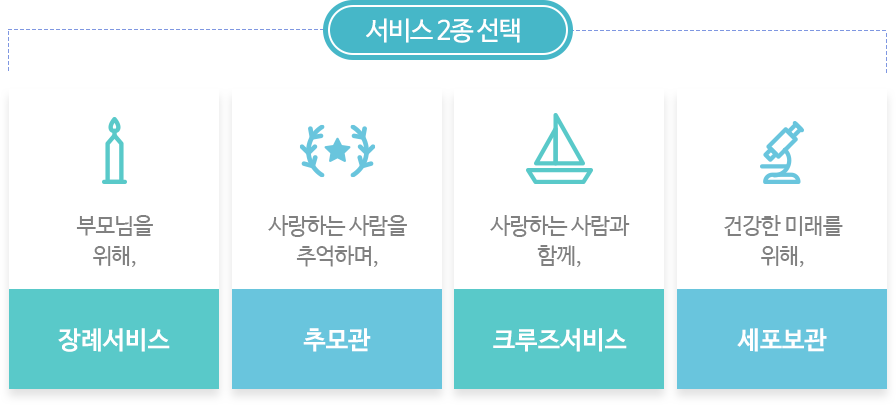 서비스 2종 선택
부모님을
위해,
장례서비스
사랑하는 사람을
추억하며,
추모관
사랑하는 사람과
함께,
크루즈서비스
건강한 미래를
위해,
세포보관